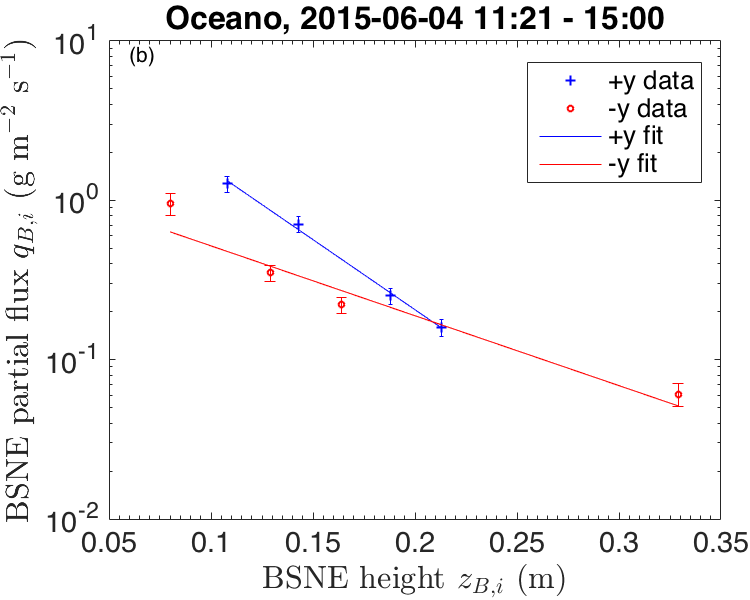 Oceano, 2015-06-04 11:21 - 15:00
(b)
+y data
-y data
+y fit
-y fit
BSNE partial flux q_{B,i} (g m^{-2} s^{-1})
10^1
10^0
10^{-1}
10^{-2}
0.05 0.1 0.15 0.2 0.25 0.3 0.35
BSNE height z_{B,i} (m)